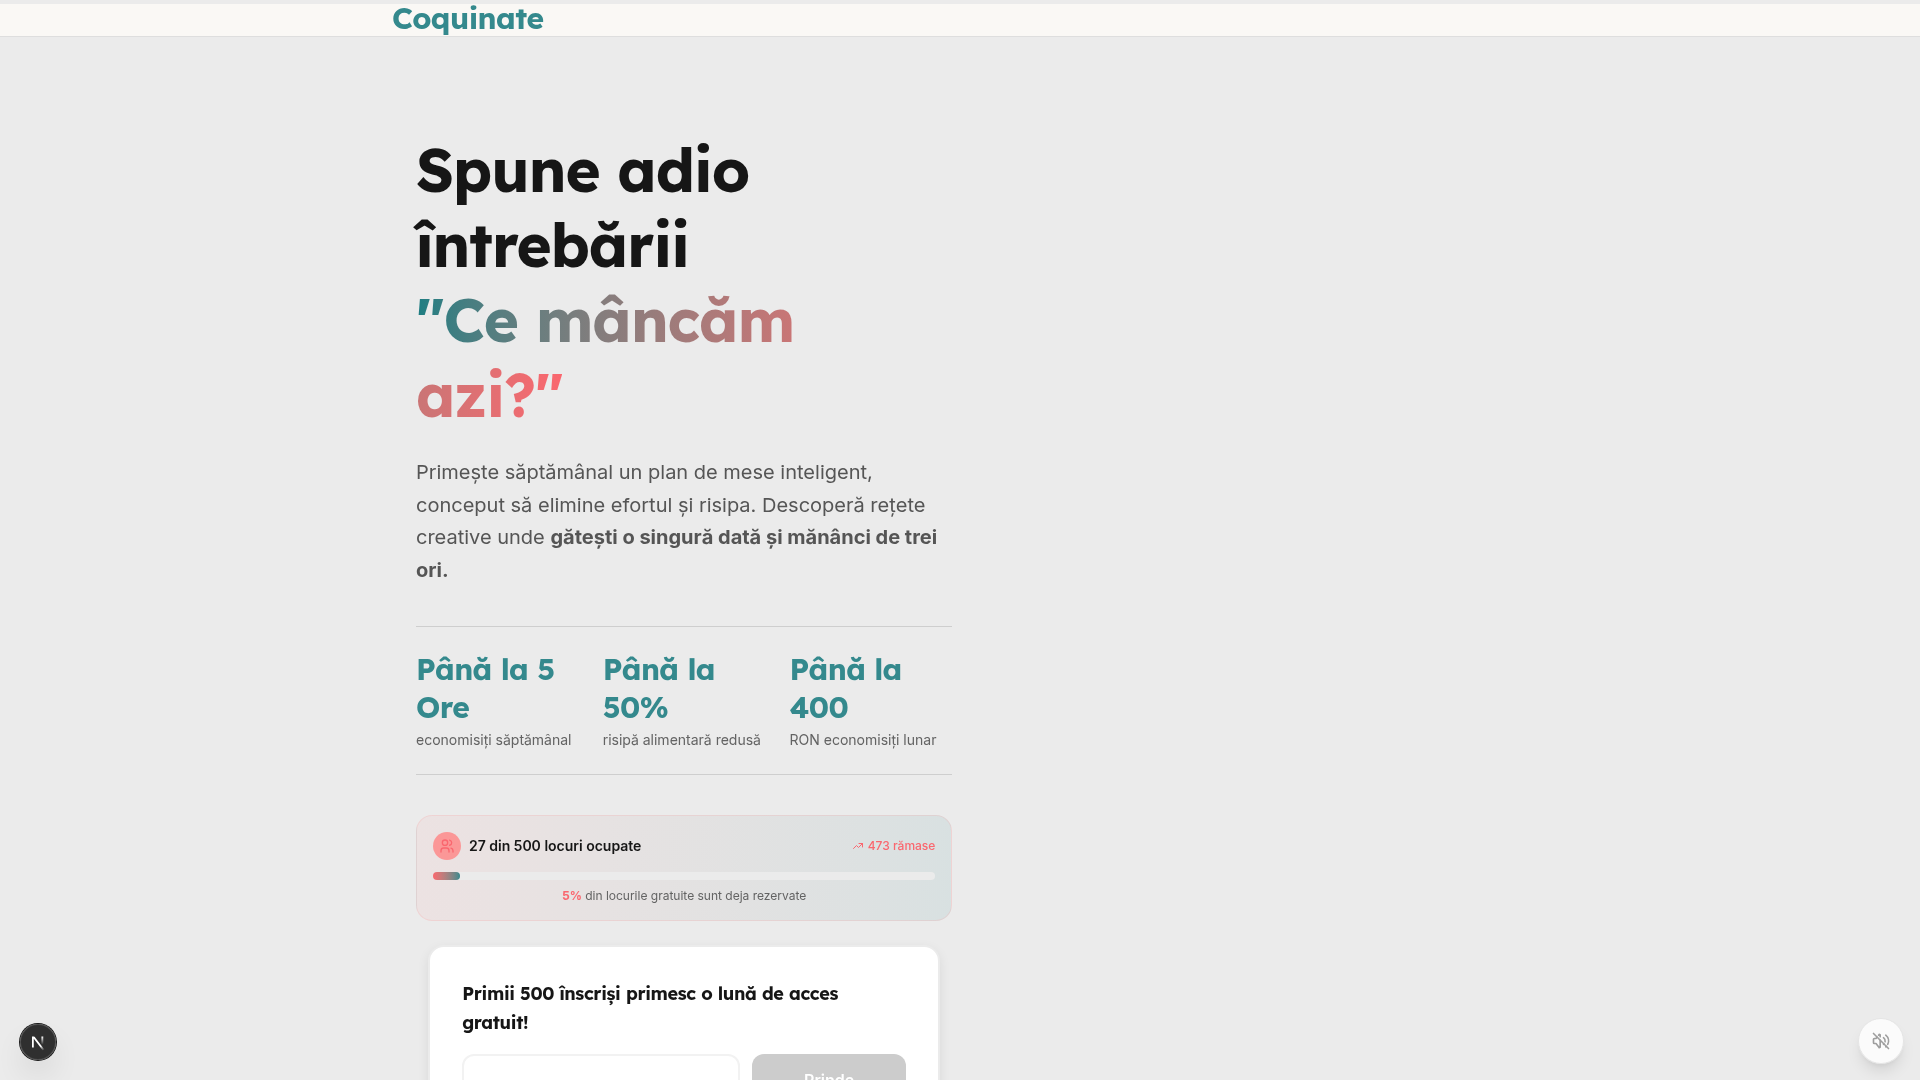 Coquinate
Spune adio
întrebării
"Ce mâncăm
azi?"
Primește săptămânal un plan de mese inteligent,
conceput să elimine efortul și risipa. Descoperă rețete
creative unde gătești o singură dată și mănânci de trei
ori.
Până la 5
Ore
economisiți săptămânal
Până la
50%
risipă alimentară redusă
Până la
400
RON economisiți lunar
27 din 500 locuri ocupate
473 rămase
5% din locurile gratuite sunt deja rezervate
Primii 500 înscriși primesc o lună de acces
gratuit!
Prinde
N